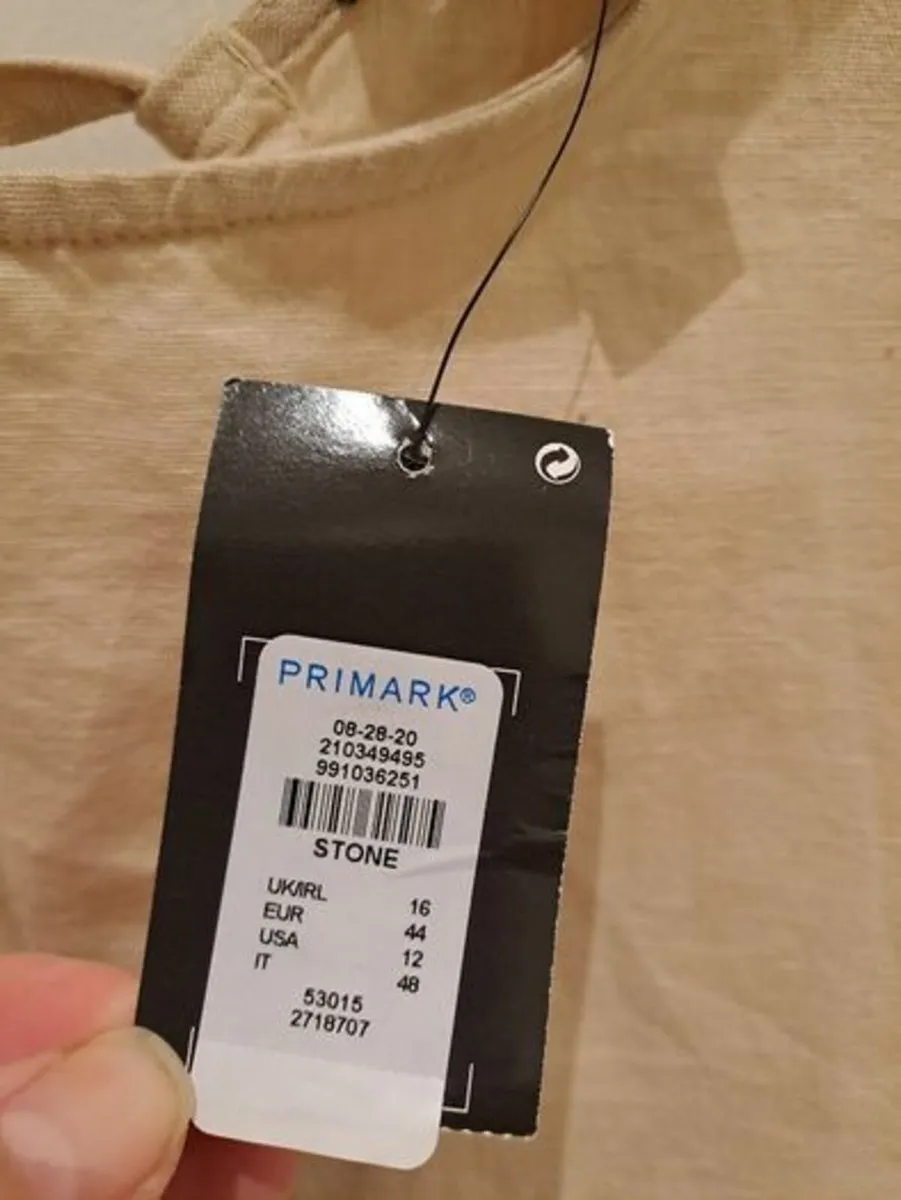 PRIMARK®
08-28-20
210349495
991036251
STONE
UK/IRL 16
EUR 44
USA 12
IT 48
53015
2718707